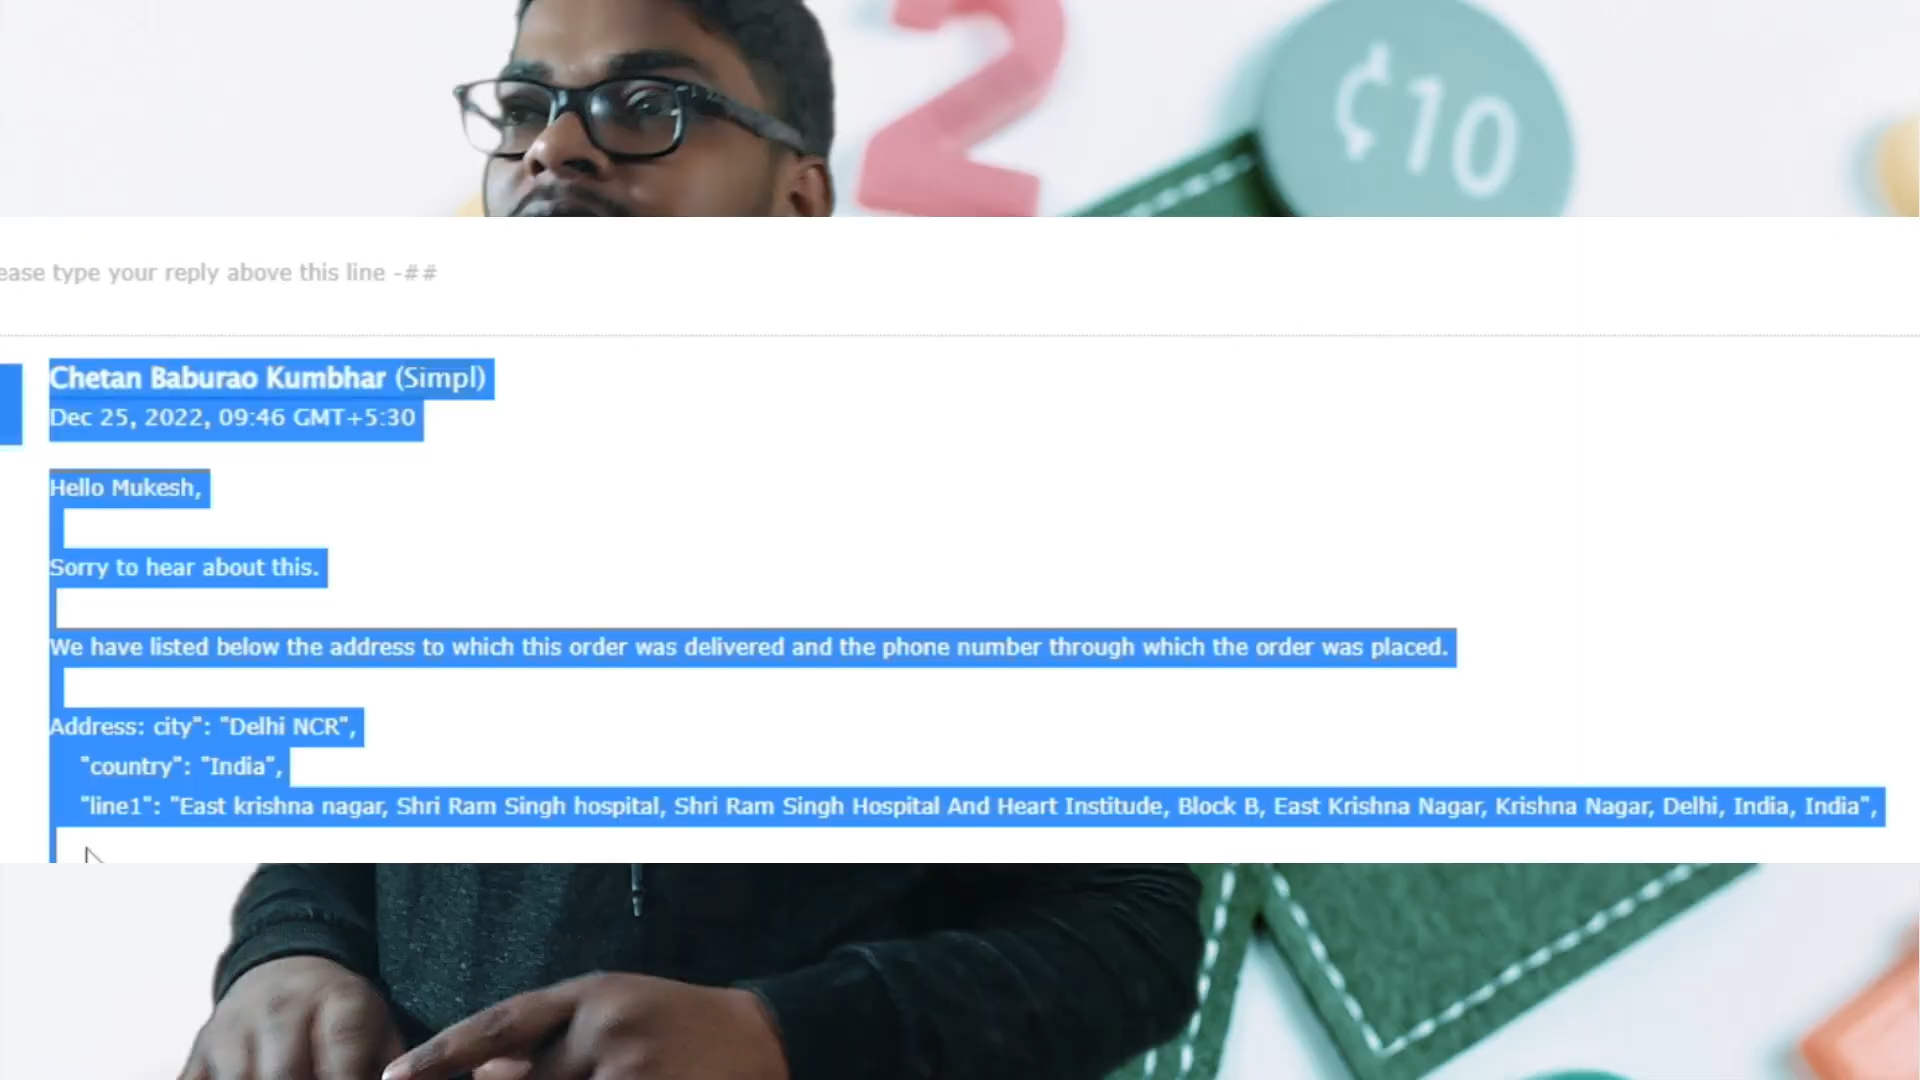 2
¢10
ease type your reply above this line -##
Chetan Baburao Kumbhar (Simpl)
Dec 25, 2022, 09:46 GMT+5:30
Hello Mukesh,
Sorry to hear about this.
We have listed below the address to which this order was delivered and the phone number through which the order was placed.
Address: city": "Delhi NCR",
"country": "India",
"line1": "East krishna nagar, Shri Ram Singh hospital, Shri Ram Singh Hospital And Heart Institude, Block B, East Krishna Nagar, Krishna Nagar, Delhi, India, India",